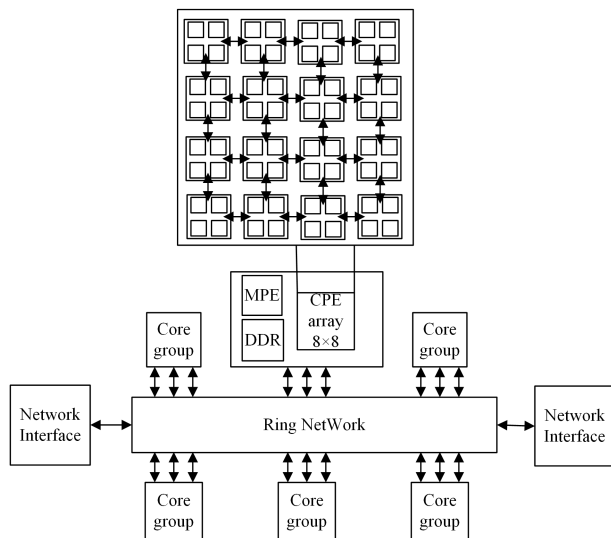 MPE
DDR
CPE
array
8×8
Core
group
Core
group
Network
Interface
Ring NetWork
Network
Interface
Core
group
Core
group
Core
group